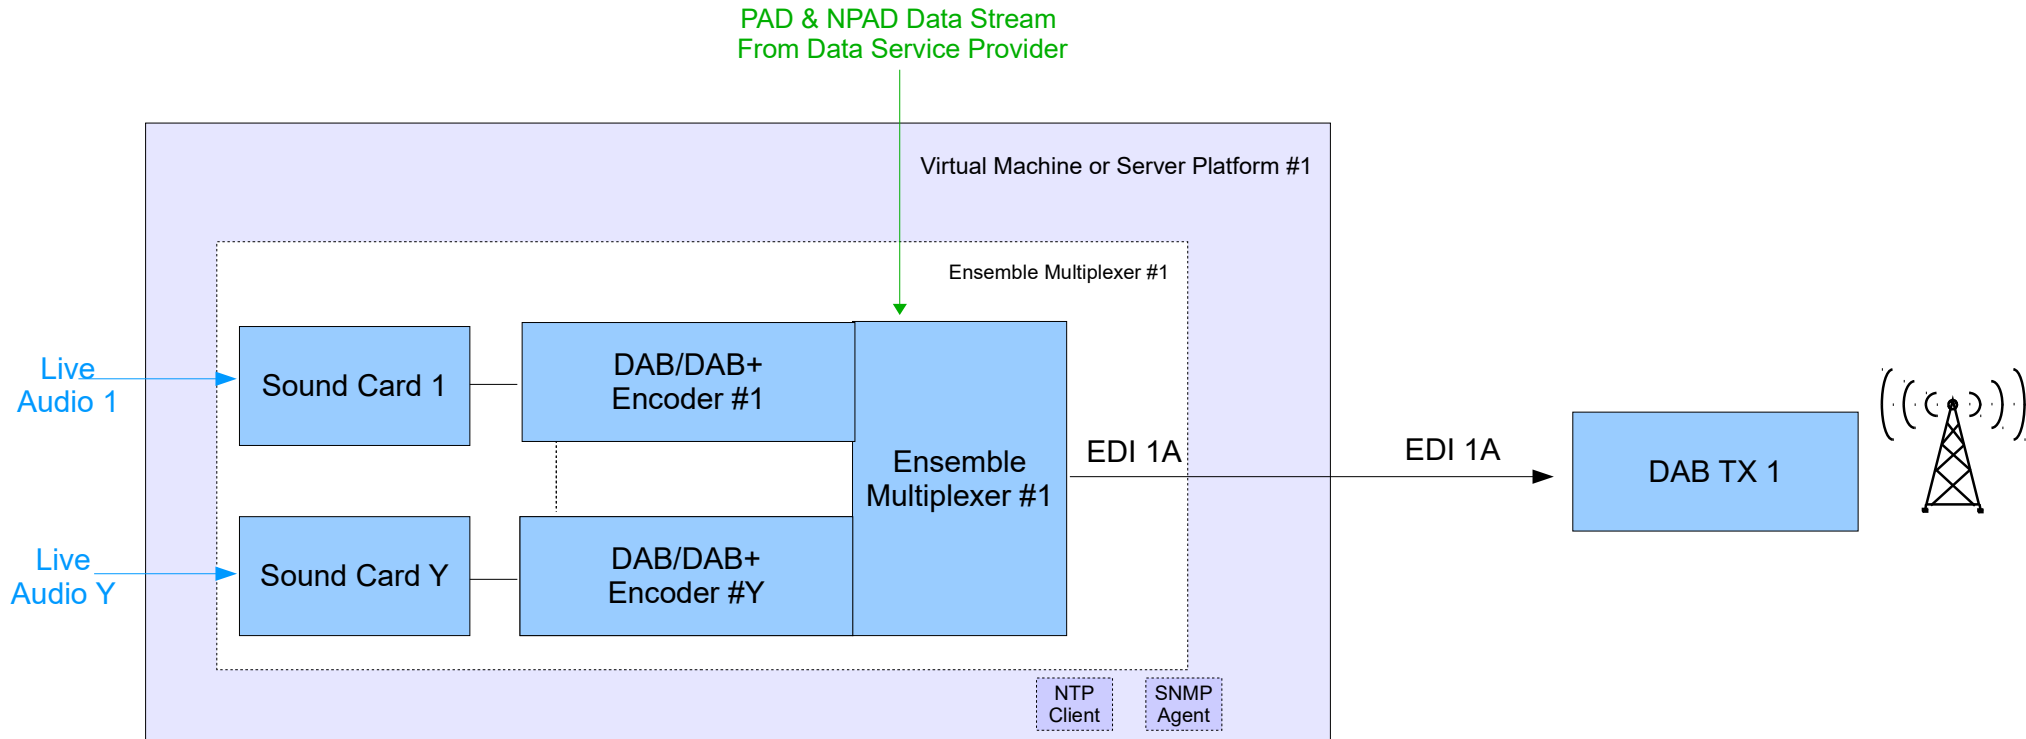 PAD & NPAD Data Stream
From Data Service Provider
Virtual Machine or Server Platform #1
Ensemble Multiplexer #1
Live
Audio 1
Sound Card 1
DAB/DAB+
Encoder #1
Ensemble
Multiplexer #1
EDI 1A
EDI 1A
DAB TX 1
Live
Audio Y
Sound Card Y
DAB/DAB+
Encoder #Y
NTP
Client
SNMP
Agent